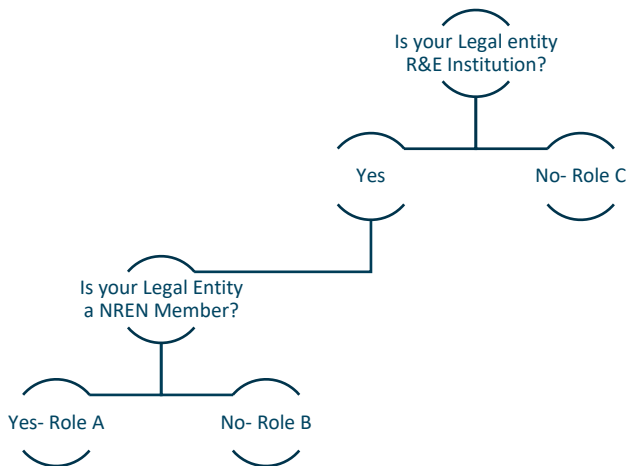 Is your Legal entity
R&E Institution?
Yes
No- Role C
Is your Legal Entity
a NREN Member?
Yes- Role A
No- Role B